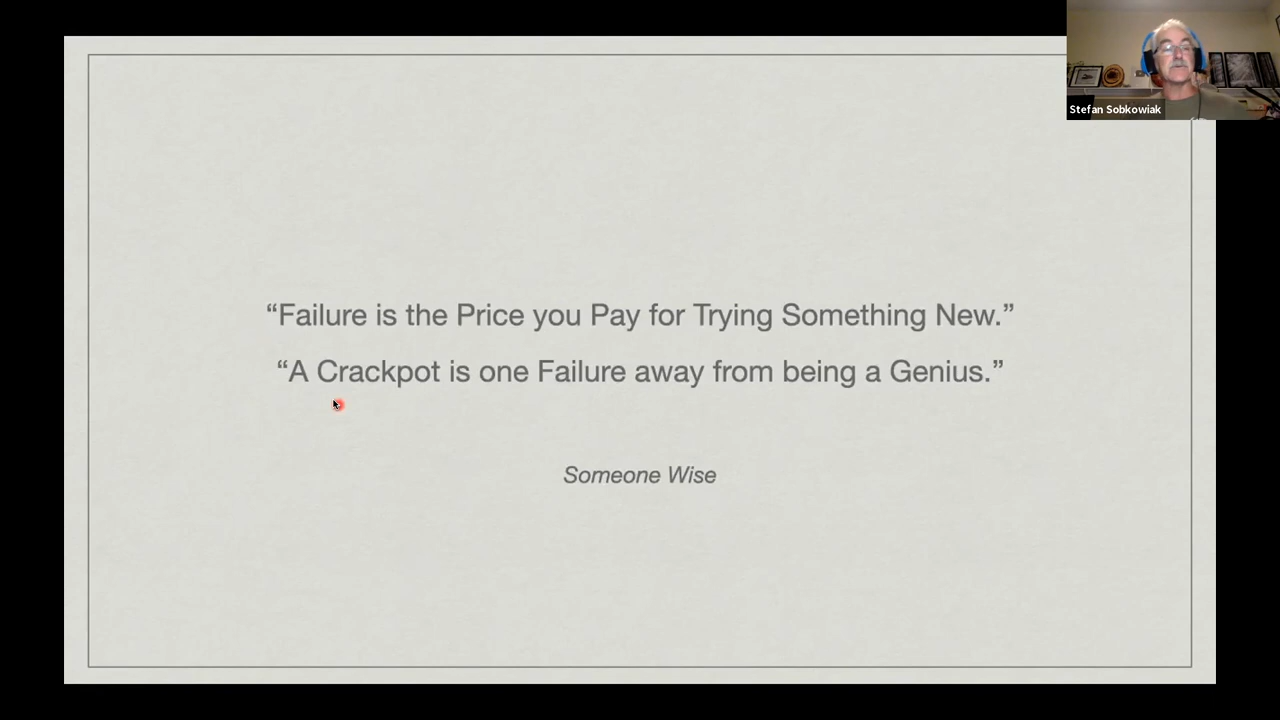 Stefan Sobkowiak
“Failure is the Price you Pay for Trying Something New.”
“A Crackpot is one Failure away from being a Genius.”
Someone Wise